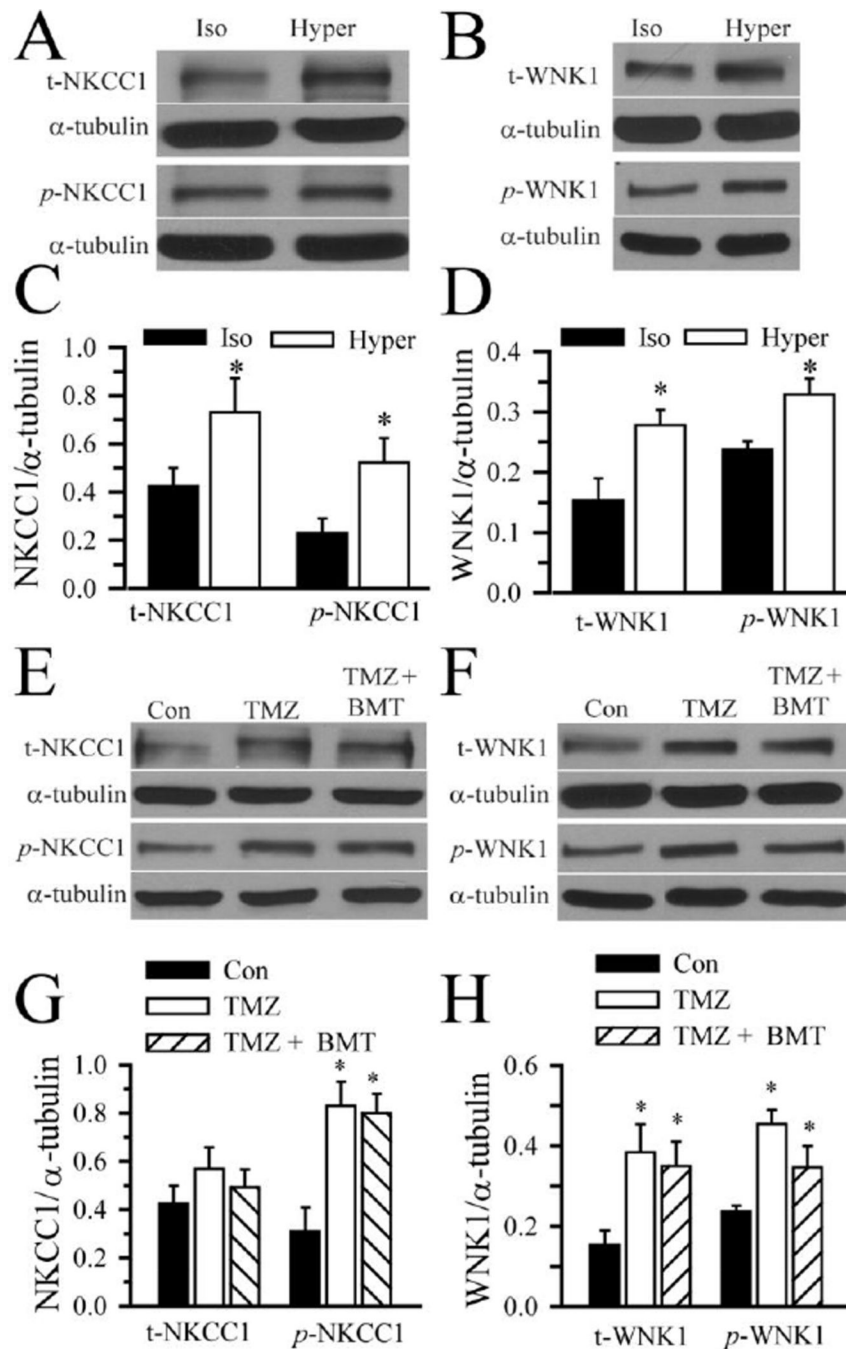 A
Iso Hyper
t-NKCC1
α-tubulin
p-NKCC1
α-tubulin
B
Iso Hyper
t-WNK1
α-tubulin
p-WNK1
α-tubulin
C
Iso Hyper
NKCC1/α-tubulin
1.0
0.8
0.6
0.4
0.2
0.0
* *
t-NKCC1 p-NKCC1
D
Iso Hyper
WNK1/α-tubulin
0.4
0.3
0.2
0.1
0.0
* *
t-WNK1 p-WNK1
E
Con TMZ TMZ +
BMT
t-NKCC1
α-tubulin
p-NKCC1
α-tubulin
F
Con TMZ TMZ +
BMT
t-WNK1
α-tubulin
p-WNK1
α-tubulin
G
Con
TMZ
TMZ + BMT
NKCC1/α-tubulin
1.0
0.8
0.6
0.4
0.2
0.0
* *
t-NKCC1 p-NKCC1
H
Con
TMZ
TMZ + BMT
WNK1/α-tubulin
0.6
0.4
0.2
0.0
* * * *
t-WNK1 p-WNK1